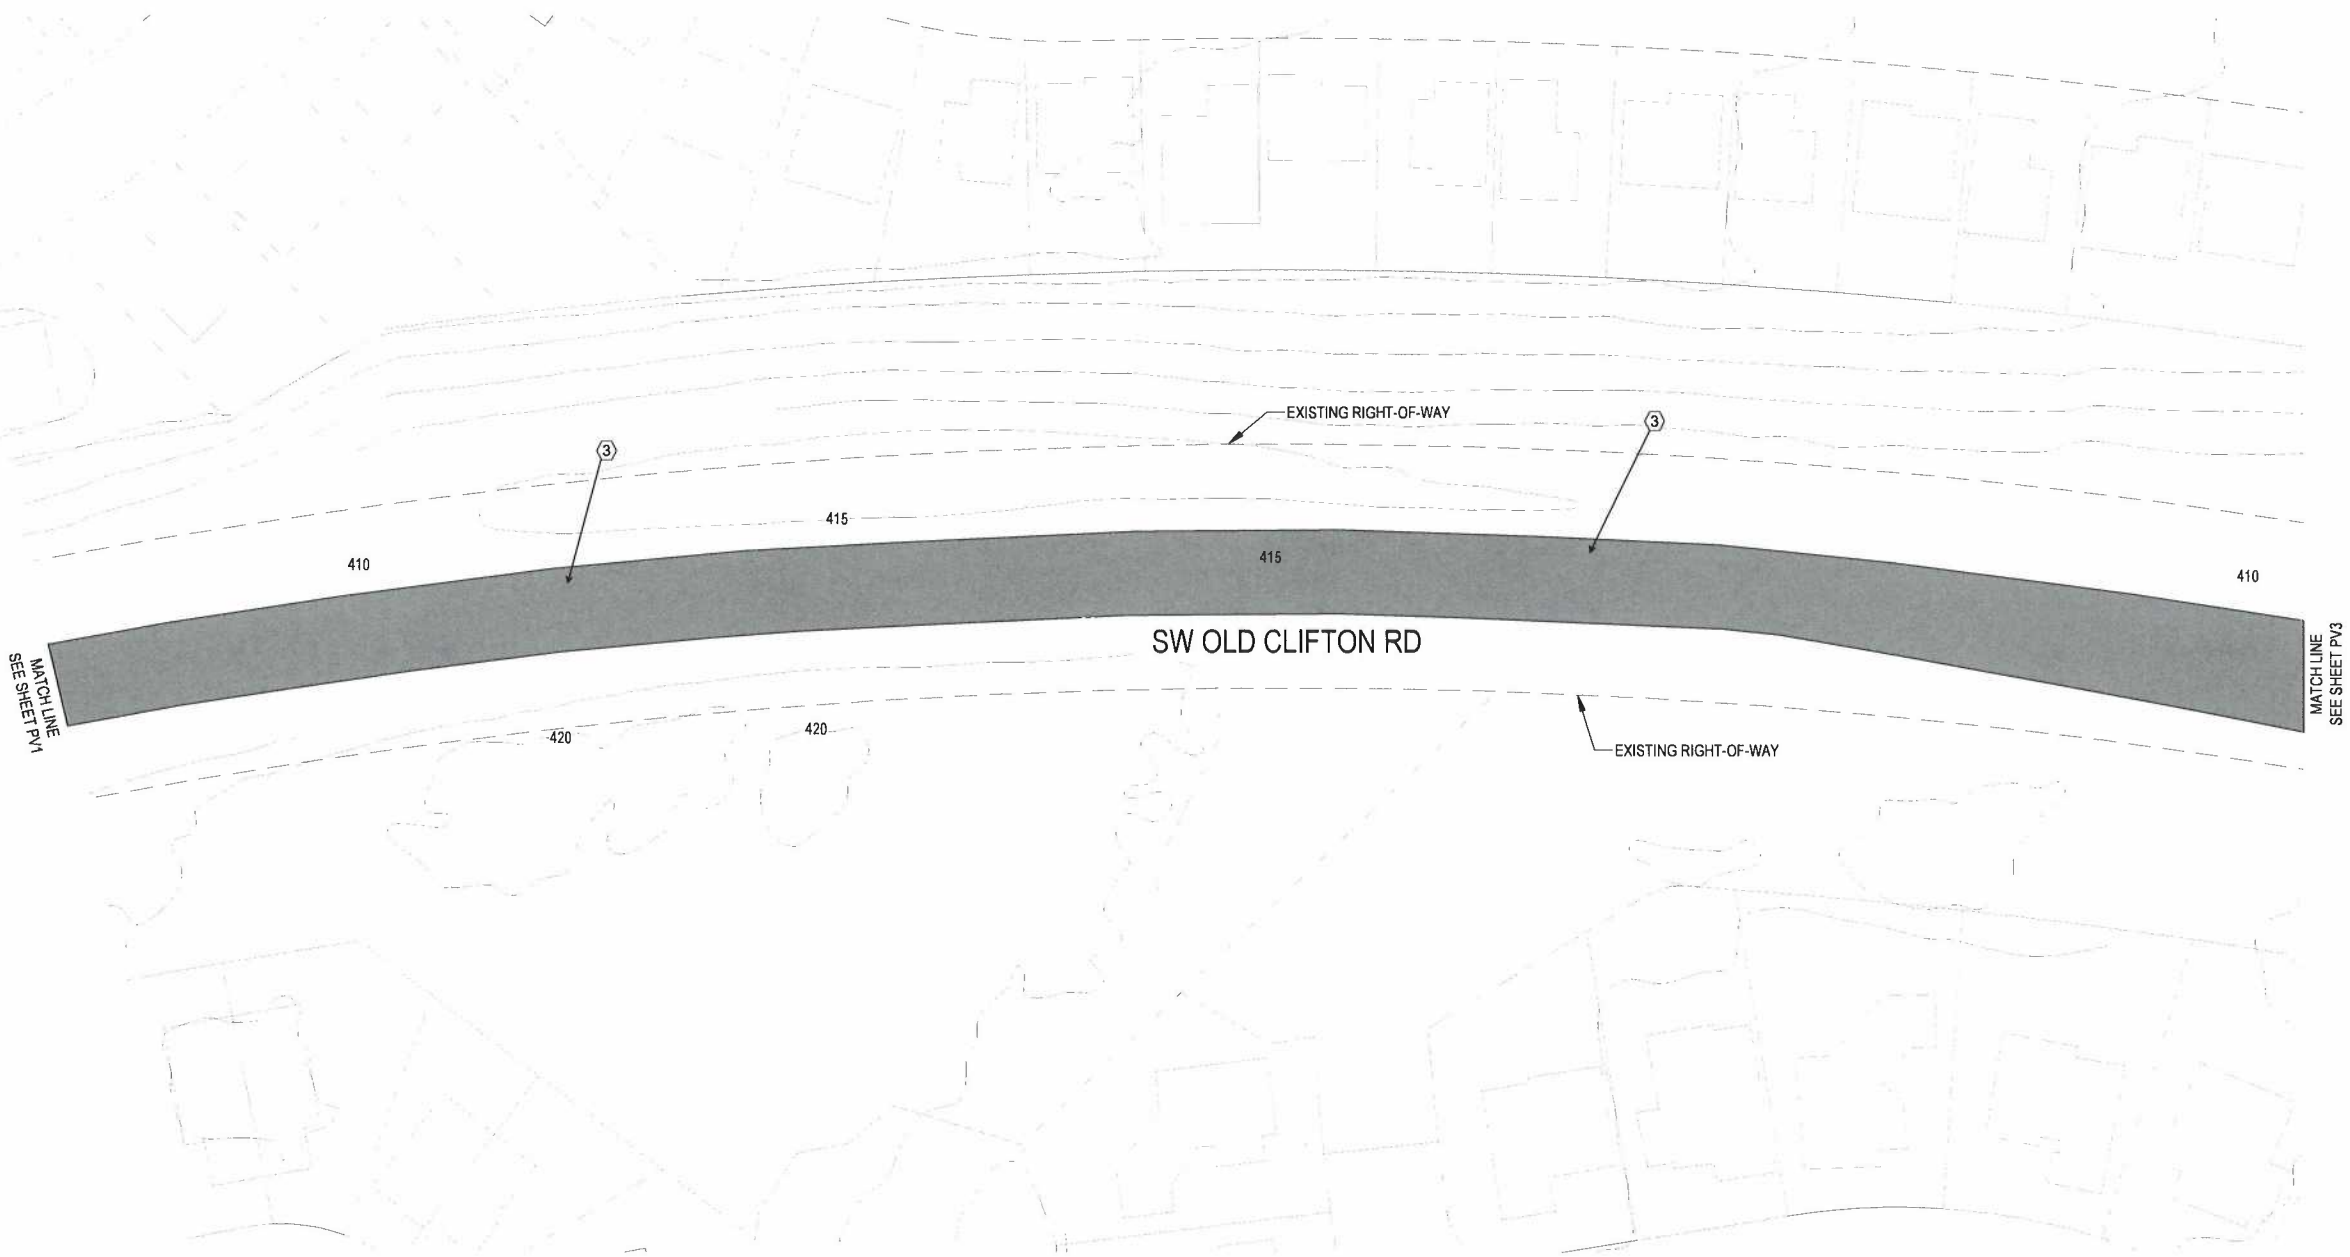 EXISTING RIGHT-OF-WAY
3
3
415
410
415
410
SW OLD CLIFTON RD
MATCH LINE
SEE SHEET PV1
MATCH LINE
SEE SHEET PV3
420
420
EXISTING RIGHT-OF-WAY